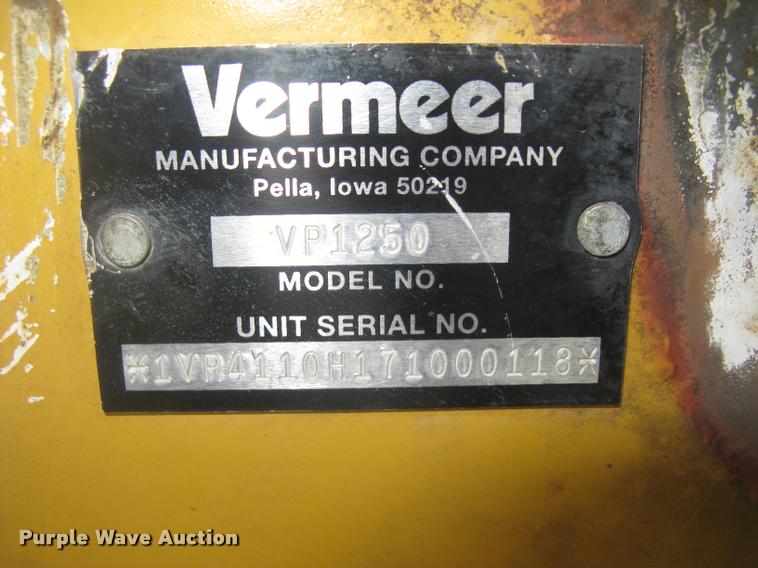 Vermeer
MANUFACTURING COMPANY
Pella, Iowa 50219
VP1250
MODEL NO.
UNIT SERIAL NO.
*1VR4110H171000118*
Purple Wave Auction